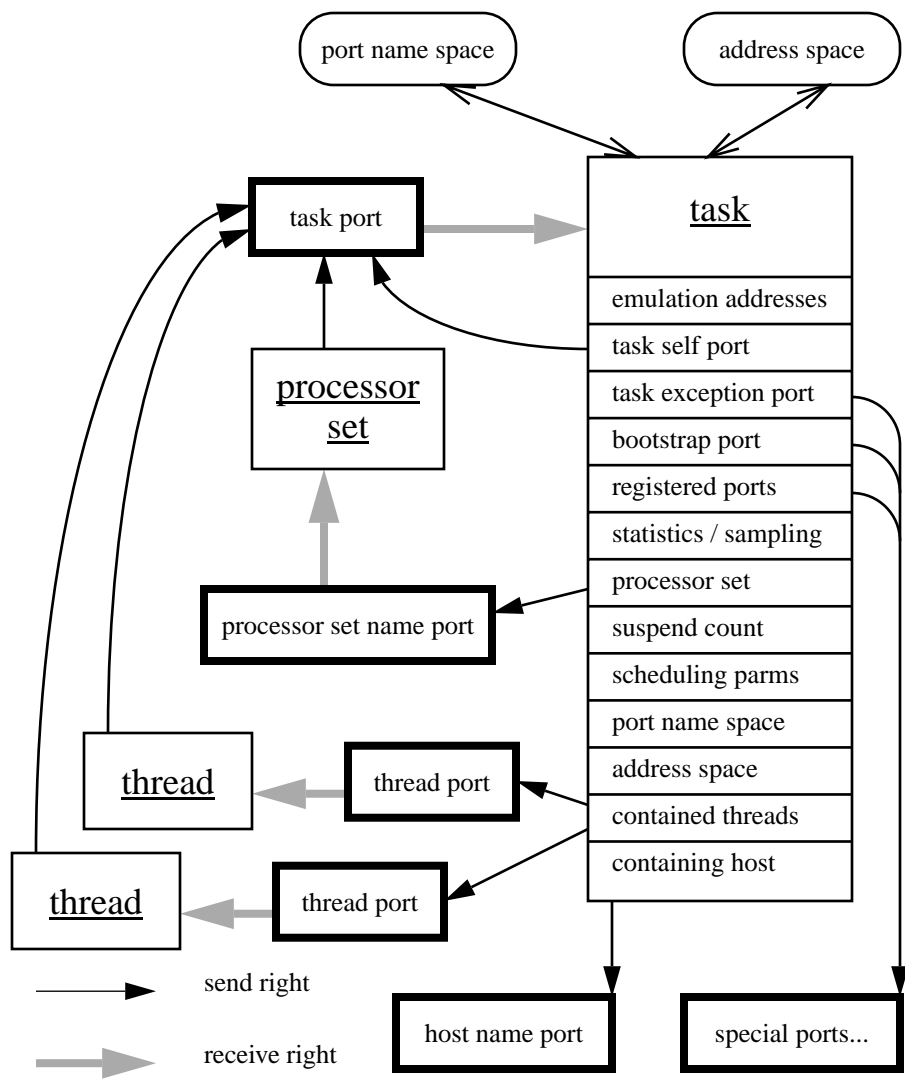 port name space
address space
task port
task
emulation addresses
task self port
task exception port
bootstrap port
registered ports
statistics / sampling
processor set
suspend count
scheduling parms
port name space
address space
contained threads
containing host
processor
set
processor set name port
thread
thread port
thread
thread port
send right
receive right
host name port
special ports...